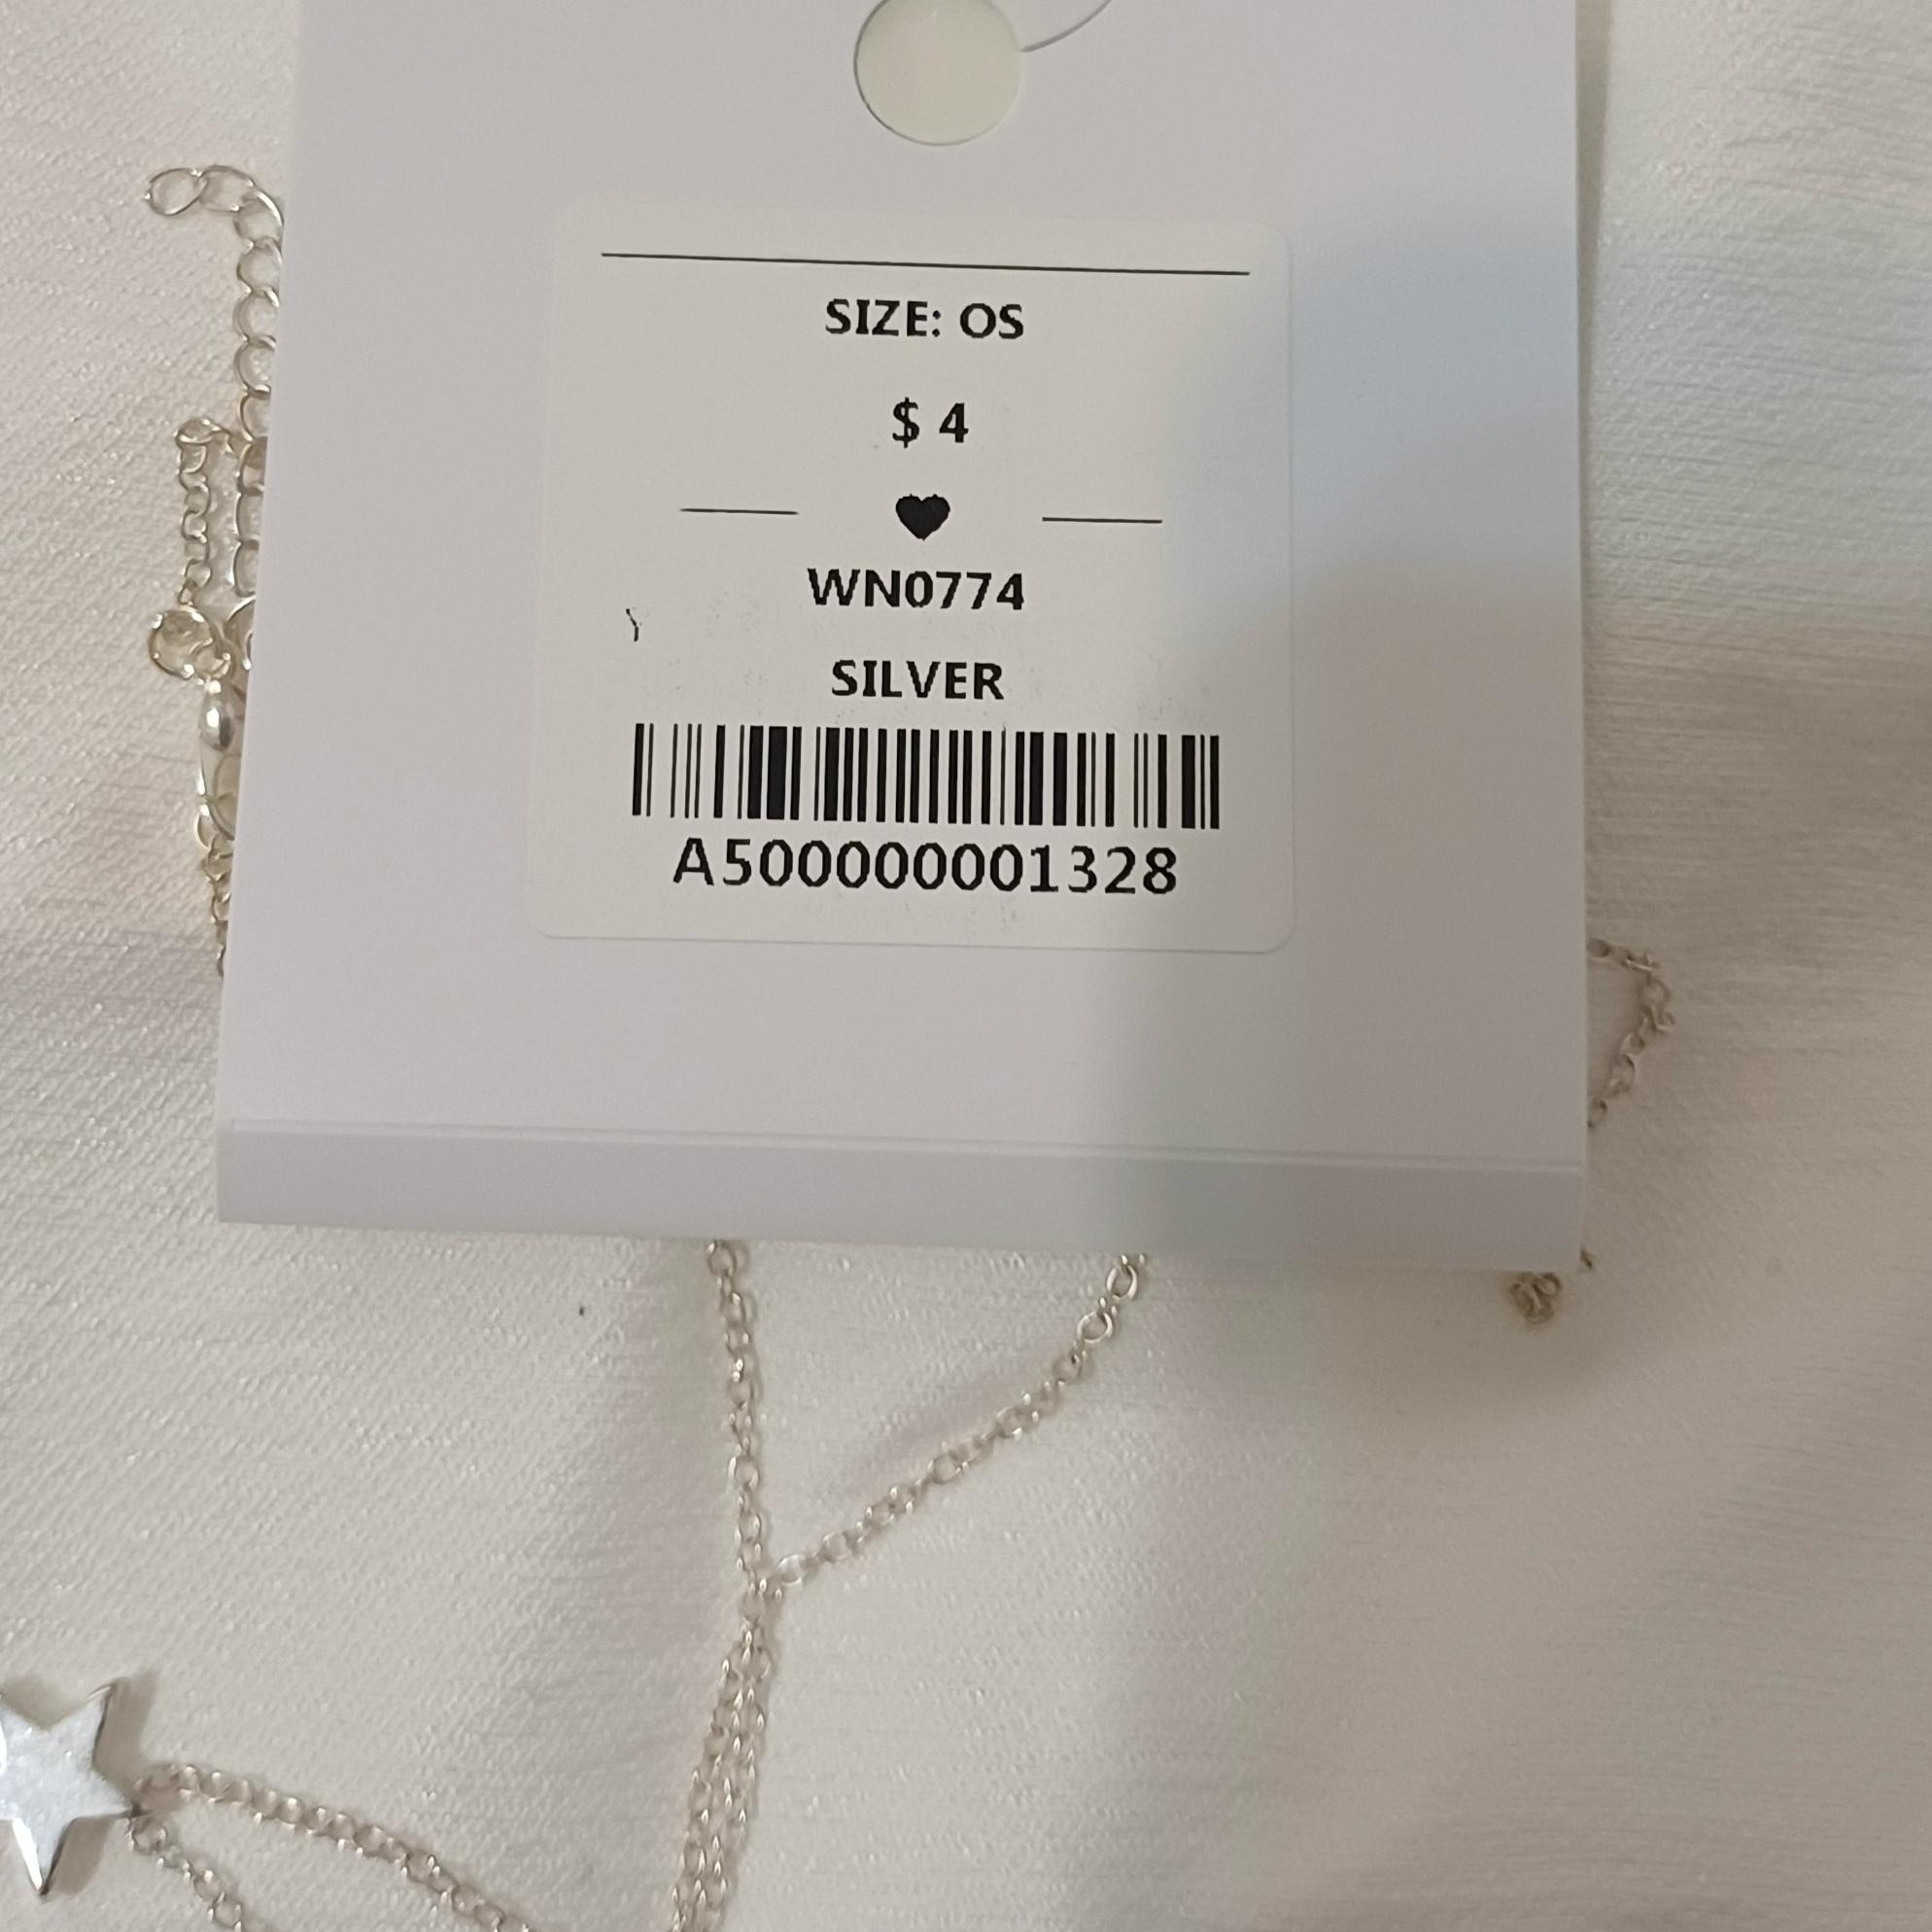 SIZE: OS
$ 4
WN0774
SILVER
A500000001328